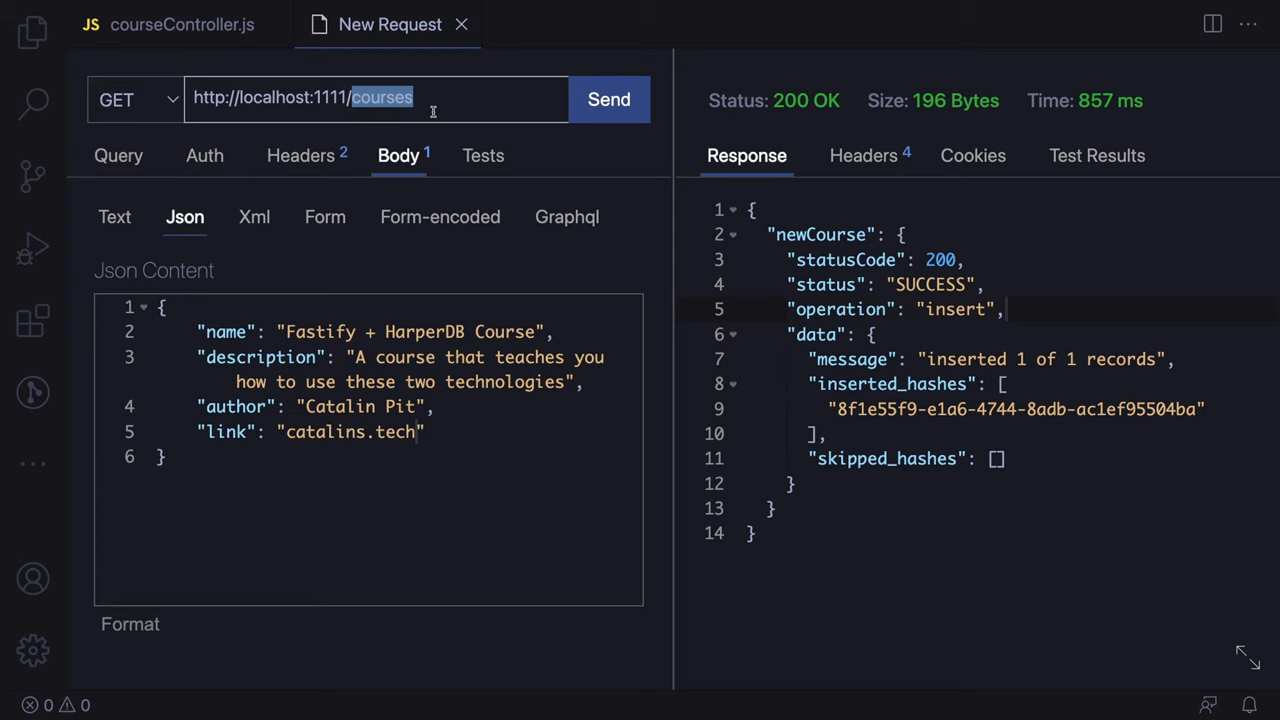 JS courseController.js
New Request
GET
http://localhost:1111/courses
Send
Query
Auth
Headers 2
Body 1
Tests
Text
Json
Xml
Form
Form-encoded
Graphql
Json Content
1 {
2 "name": "Fastify + HarperDB Course",
3 "description": "A course that teaches you
how to use these two technologies",
4 "author": "Catalin Pit",
5 "link": "catalins.tech"
6 }
Format
Status: 200 OK
Size: 196 Bytes
Time: 857 ms
Response
Headers 4
Cookies
Test Results
1 {
2 "newCourse": {
3 "statusCode": 200,
4 "status": "SUCCESS",
5 "operation": "insert",
6 "data": {
7 "message": "inserted 1 of 1 records",
8 "inserted_hashes": [
9 "8f1e55f9-e1a6-4744-8adb-ac1ef95504ba"
10 ],
11 "skipped_hashes": []
12 }
13 }
14 }
0
0